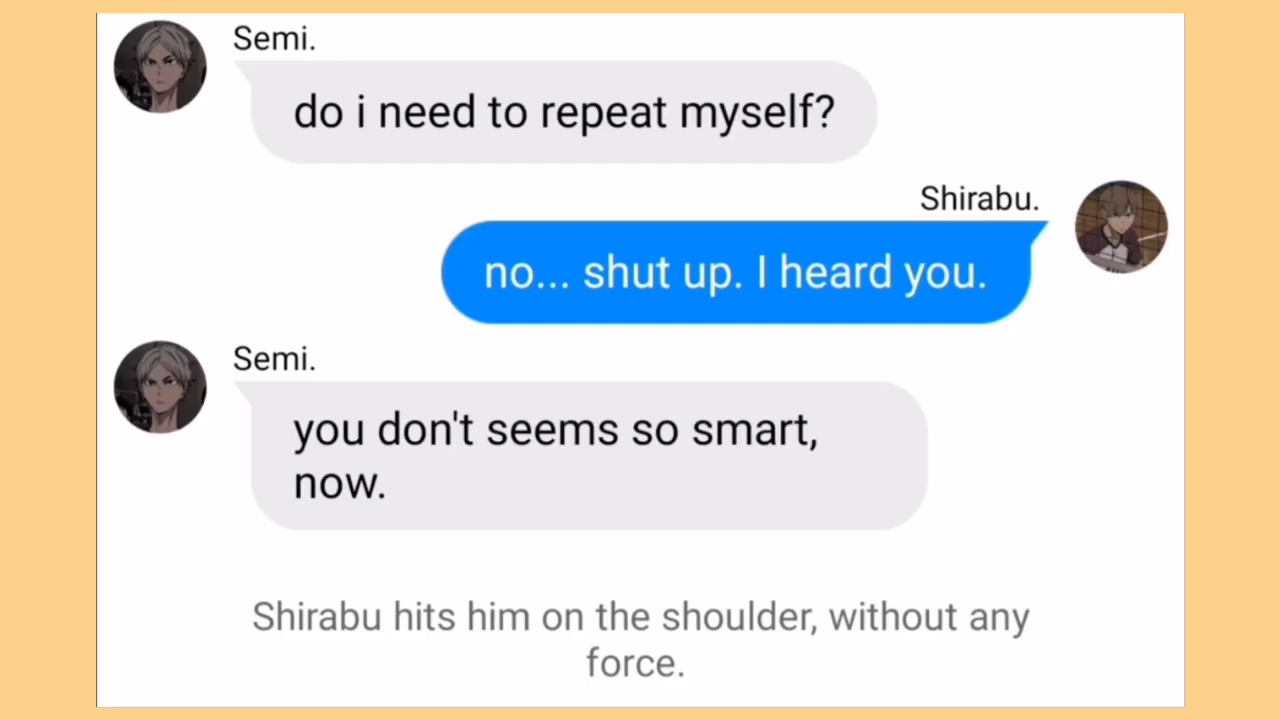 Semi.
do i need to repeat myself?
Shirabu.
no... shut up. I heard you.
Semi.
you don't seems so smart,
now.
Shirabu hits him on the shoulder, without any
force.